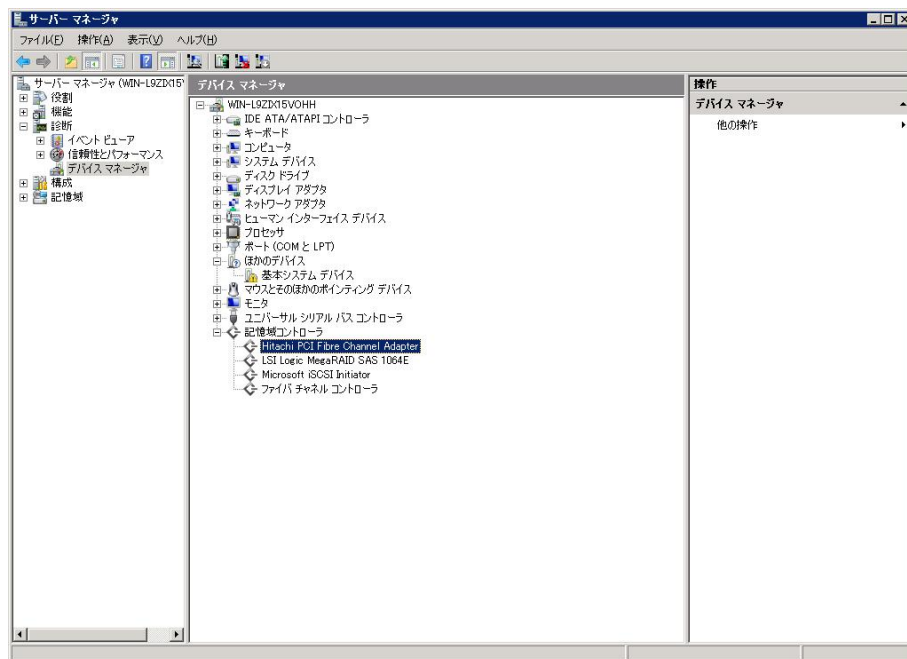 サーバー マネージャ
ファイル(F) 操作(A) 表示(V) ヘルプ(H)
サーバー マネージャ (WIN-L9ZDX15'
役割
機能
診断
イベント ビューア
信頼性とパフォーマンス
デバイス マネージャ
構成
記憶域
デバイス マネージャ
WIN-L9ZDX15VOHH
IDE ATA/ATAPI コントローラ
キーボード
コンピュータ
システム デバイス
ディスク ドライブ
ディスプレイ アダプタ
ネットワーク アダプタ
ヒューマン インターフェイス デバイス
プロセッサ
ポート (COM と LPT)
ほかのデバイス
基本システム デバイス
マウスとそのほかのポインティング デバイス
モニタ
ユニバーサル シリアル バス コントローラ
記憶域コントローラ
Hitachi PCI Fibre Channel Adapter
LSI Logic MegaRAID SAS 1064E
Microsoft iSCSI Initiator
ファイバ チャネル コントローラ
操作
デバイス マネージャ
他の操作